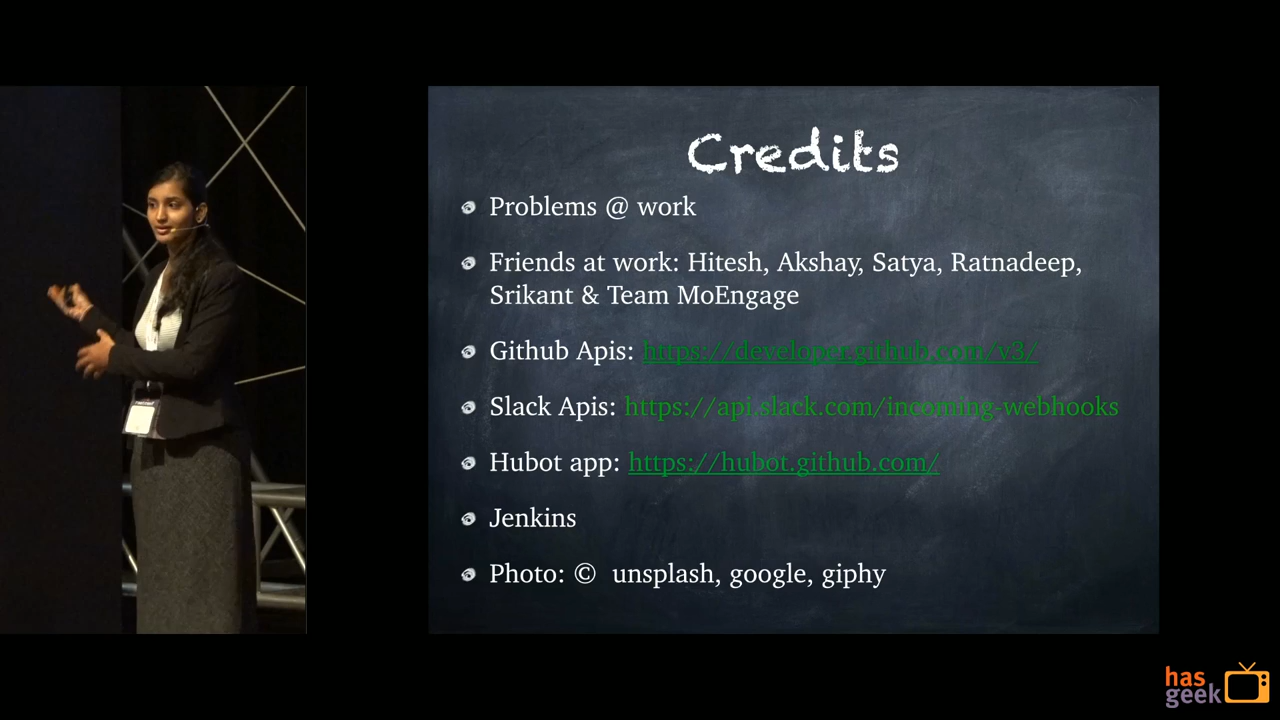 Credits
Problems @ work
Friends at work: Hitesh, Akshay, Satya, Ratnadeep,
Srikant & Team MoEngage
Github Apis: https://developer.github.com/v3/
Slack Apis: https://api.slack.com/incoming-webhooks
Hubot app: https://hubot.github.com/
Jenkins
Photo: © unsplash, google, giphy
has
geek